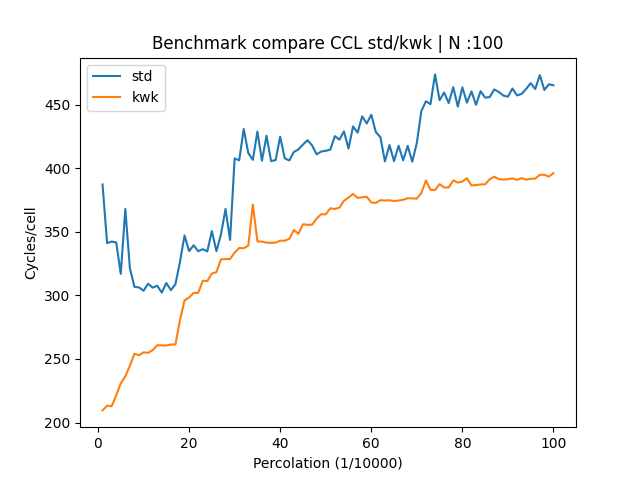 Benchmark compare CCL std/kwk | N :100
std
kwk
450
400
350
300
250
200
Cycles/cell
0 20 40 60 80 100
Percolation (1/10000)